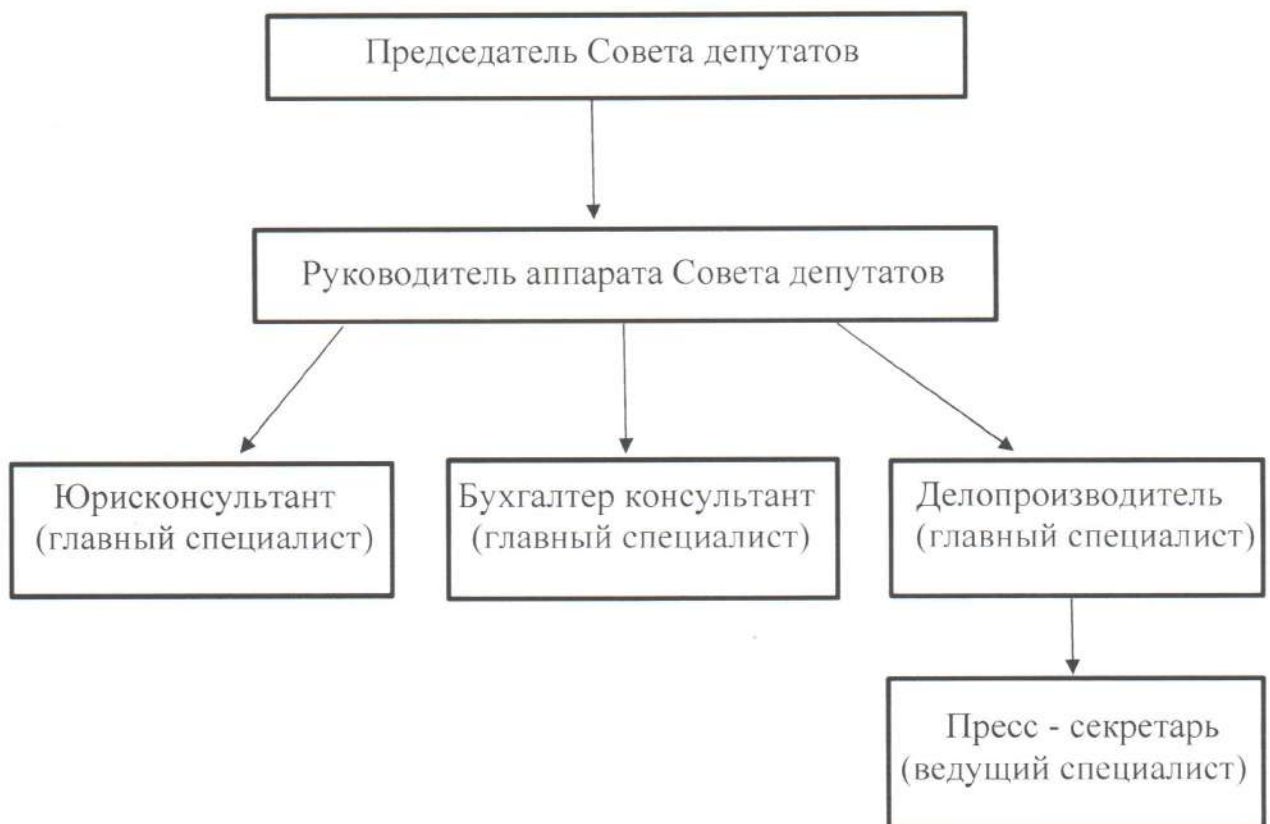 Председатель Совета депутатов
Руководитель аппарата Совета депутатов
Юрисконсультант
(главный специалист)
Бухгалтер консультант
(главный специалист)
Делопроизводитель
(главный специалист)
Пресс - секретарь
(ведущий специалист)